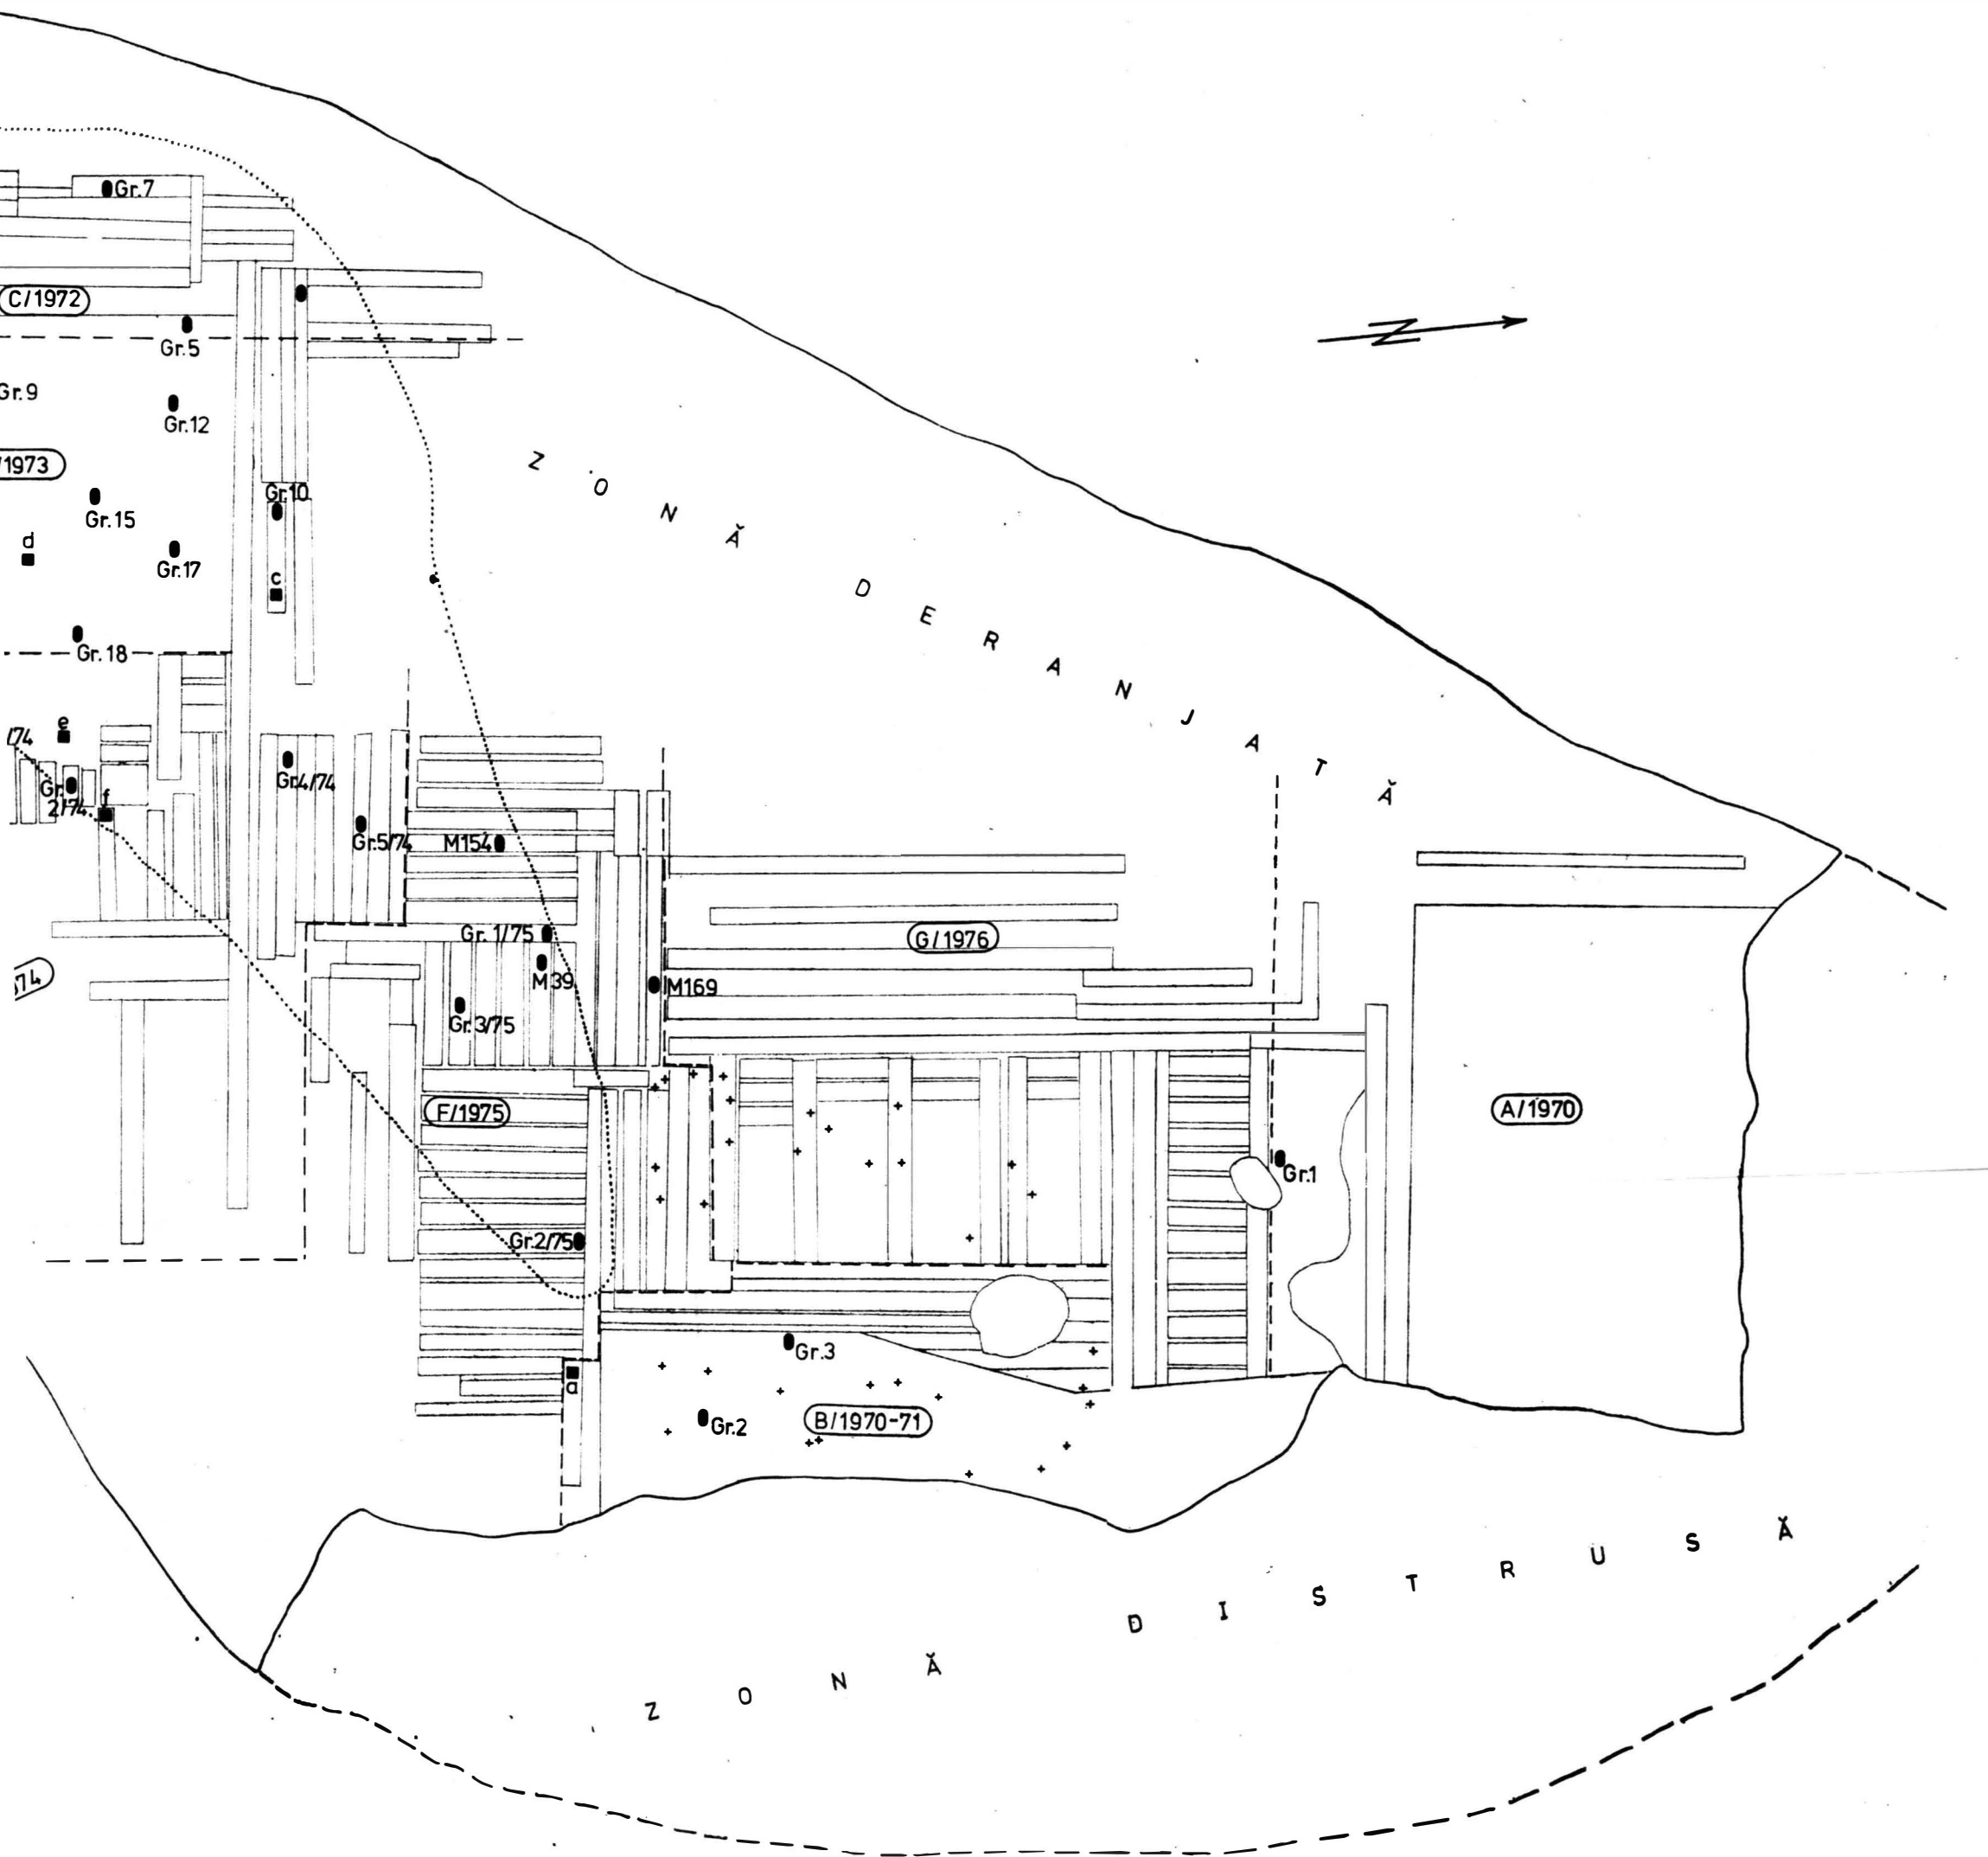 Gr.7
C/1972
Gr.5
Gr.9
Gr.12
/1973
Gr.10
Gr.15
d
Gr.17
c
Gr.18
e
/74
Gr.4/74
Gr.
2/74
f
Gr.5/74
M154
Gr. 1/75
M39
M169
Gr.3/75
74
G/1976
F/1975
A/1970
Gr.1
Gr.2/75
Gr.3
a
Gr.2
B/1970-71
Z O N Ă D E R A N J A T Ă
Z O N Ă D I S T R U S Ă
N